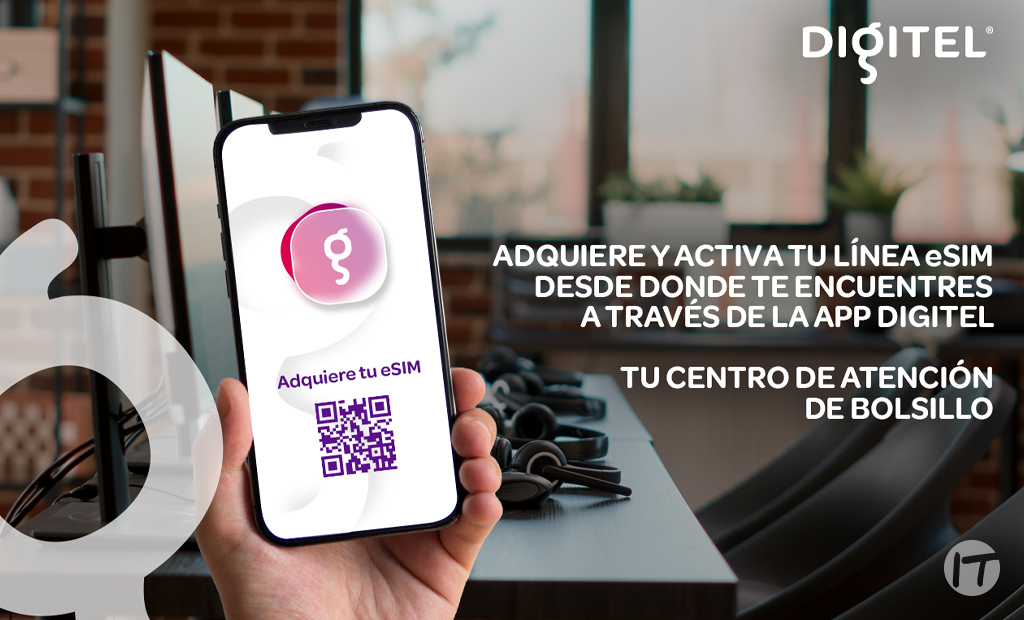 DIGITEL®
ADQUIERE Y ACTIVA TU LÍNEA eSIM
DESDE DONDE TE ENCUENTRES
A TRAVÉS DE LA APP DIGITEL
TU CENTRO DE ATENCIÓN
DE BOLSILLO
g
Adquiere tu eSIM
IT